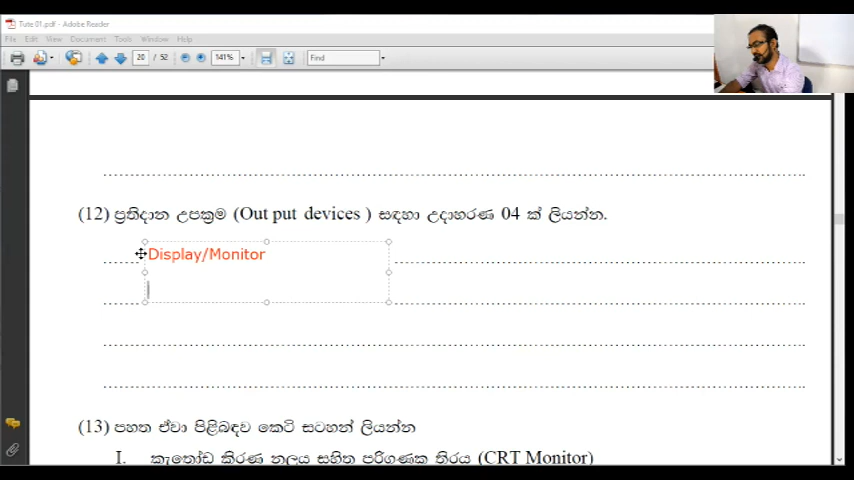 Tute 01.pdf - Adobe Reader
File Edit View Document Tools Window Help
20 / 52 141% Find
(12) ප්‍රතිදාන උපක්‍රම (Out put devices ) සඳහා උදාහරණ 04 ක් ලියන්න.
Display/Monitor
(13) පහත ඒවා පිළිබඳව කෙටි සටහන් ලියන්න
I. කැතෝඩ කිරණ නලය සහිත පරිගණක තිරය (CRT Monitor)